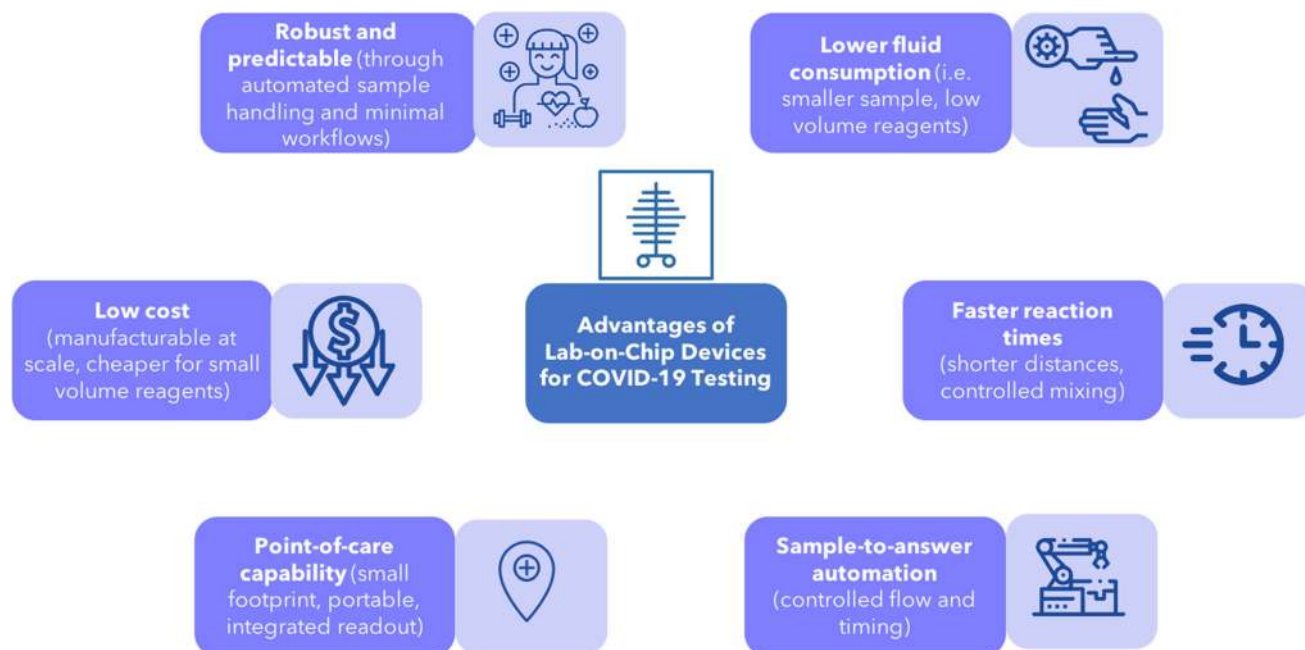 Robust and
predictable (through
automated sample
handling and minimal
workflows)
Lower fluid
consumption (i.e.
smaller sample, low
volume reagents)
Low cost
(manufacturable at
scale, cheaper for small
volume reagents)
$
Advantages of
Lab-on-Chip Devices
for COVID-19 Testing
Faster reaction
times
(shorter distances,
controlled mixing)
Point-of-care
capability (small
footprint, portable,
integrated readout)
Sample-to-answer
automation
(controlled flow and
timing)